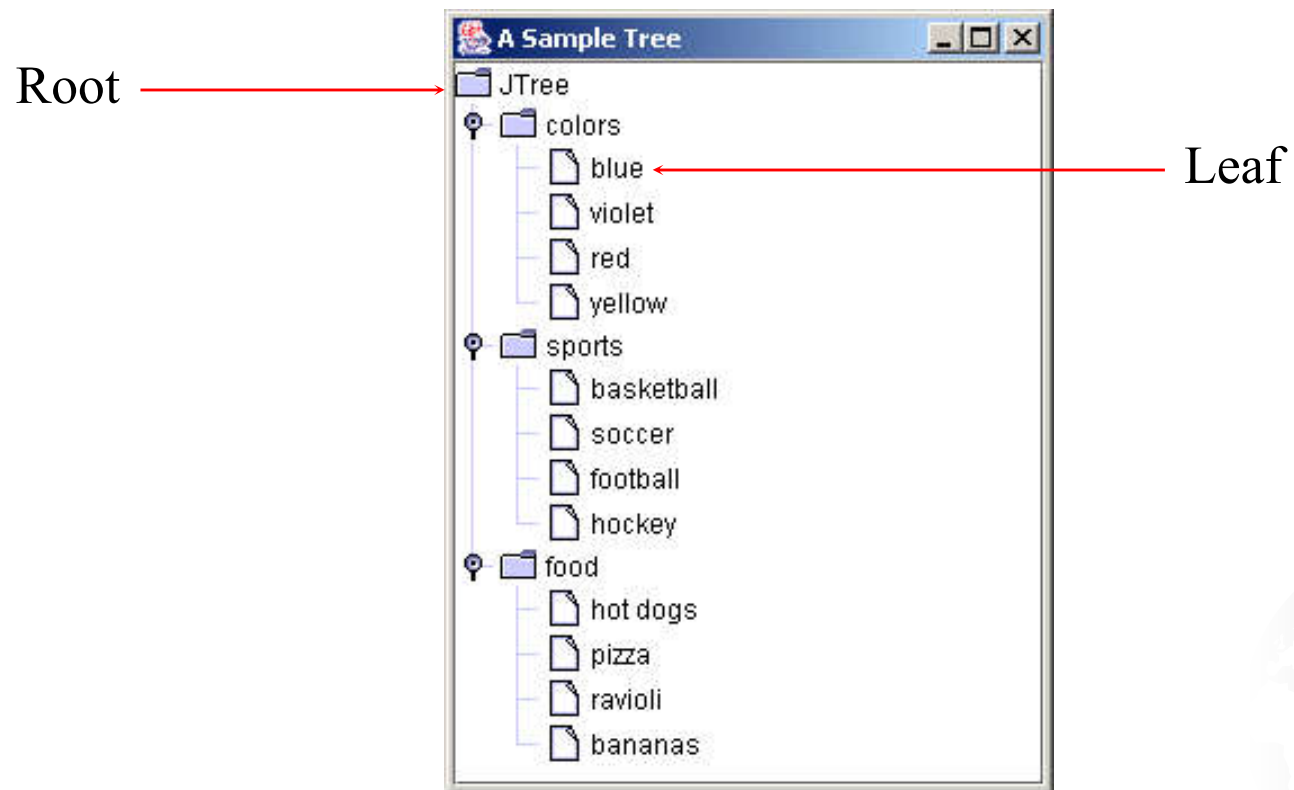 A Sample Tree
Root
JTree
colors
blue
Leaf
violet
red
yellow
sports
basketball
soccer
football
hockey
food
hot dogs
pizza
ravioli
bananas